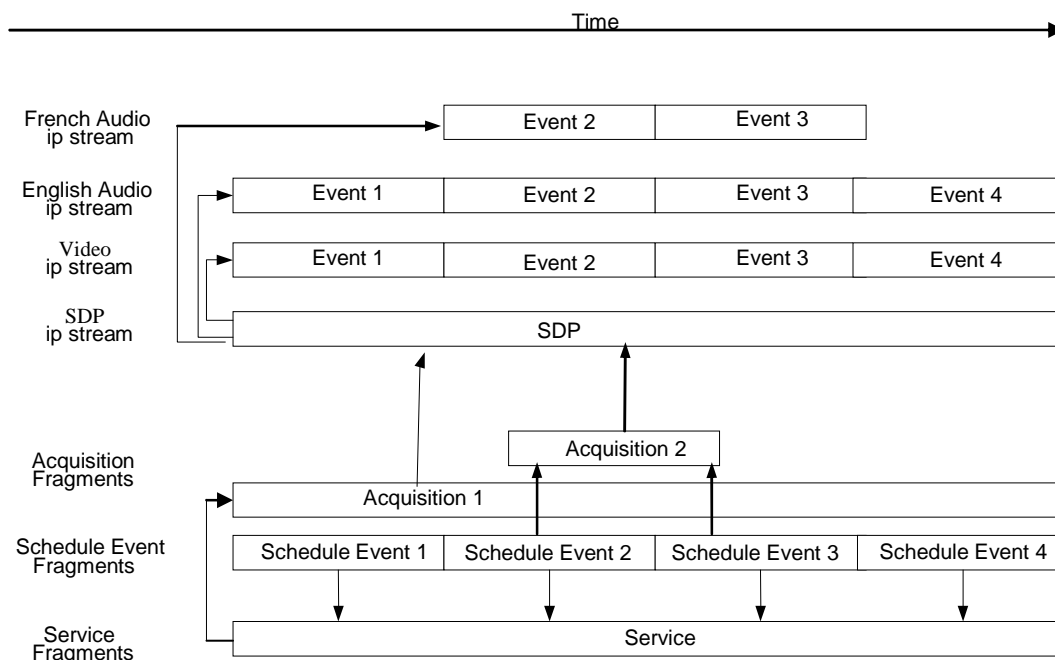 Time
French Audio
ip stream
Event 2
Event 3
English Audio
ip stream
Event 1
Event 2
Event 3
Event 4
Video
ip stream
Event 1
Event 2
Event 3
Event 4
SDP
ip stream
SDP
Acquisition
Fragments
Acquisition 2
Acquisition 1
Schedule Event
Fragments
Schedule Event 1
Schedule Event 2
Schedule Event 3
Schedule Event 4
Service
Fragments
Service